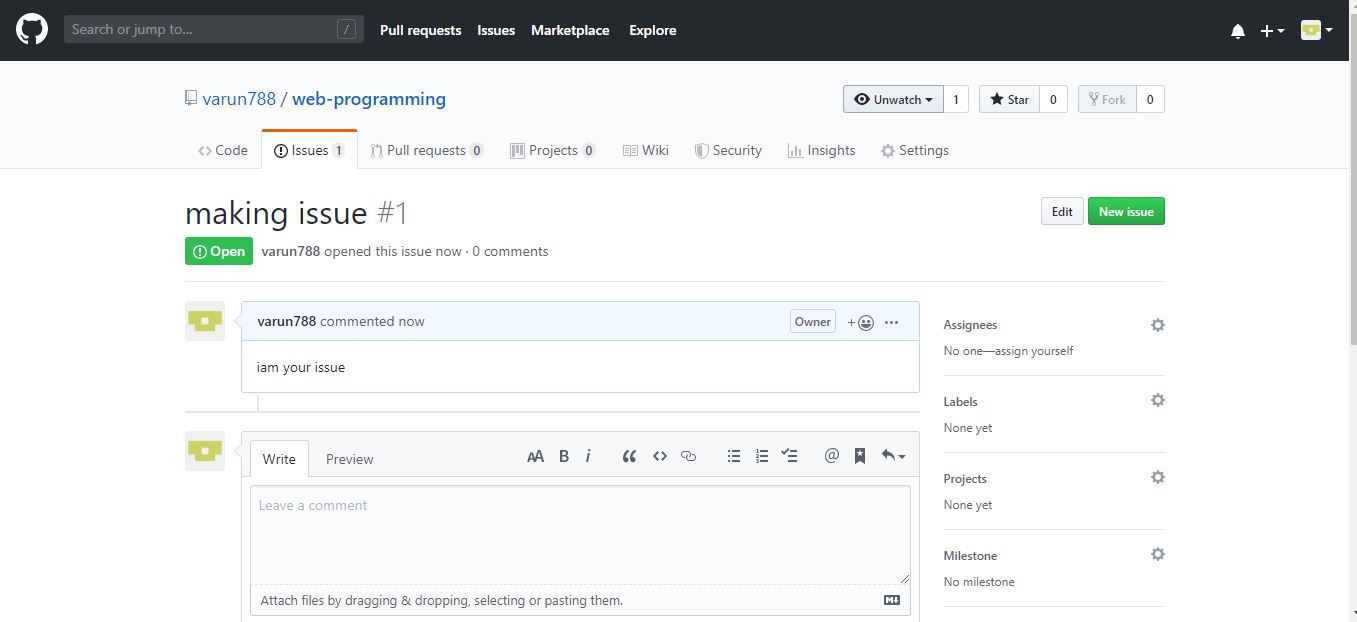 Search or jump to... /
Pull requests Issues Marketplace Explore
varun788 / web-programming
Unwatch 1 Star 0 Fork 0
Code Issues 1 Pull requests 0 Projects 0 Wiki Security Insights Settings
making issue #1
Edit New issue
Open varun788 opened this issue now · 0 comments
varun788 commented now Owner
iam your issue
Write Preview
AA B i
Leave a comment
Attach files by dragging & dropping, selecting or pasting them.
Assignees
No one—assign yourself
Labels
None yet
Projects
None yet
Milestone
No milestone